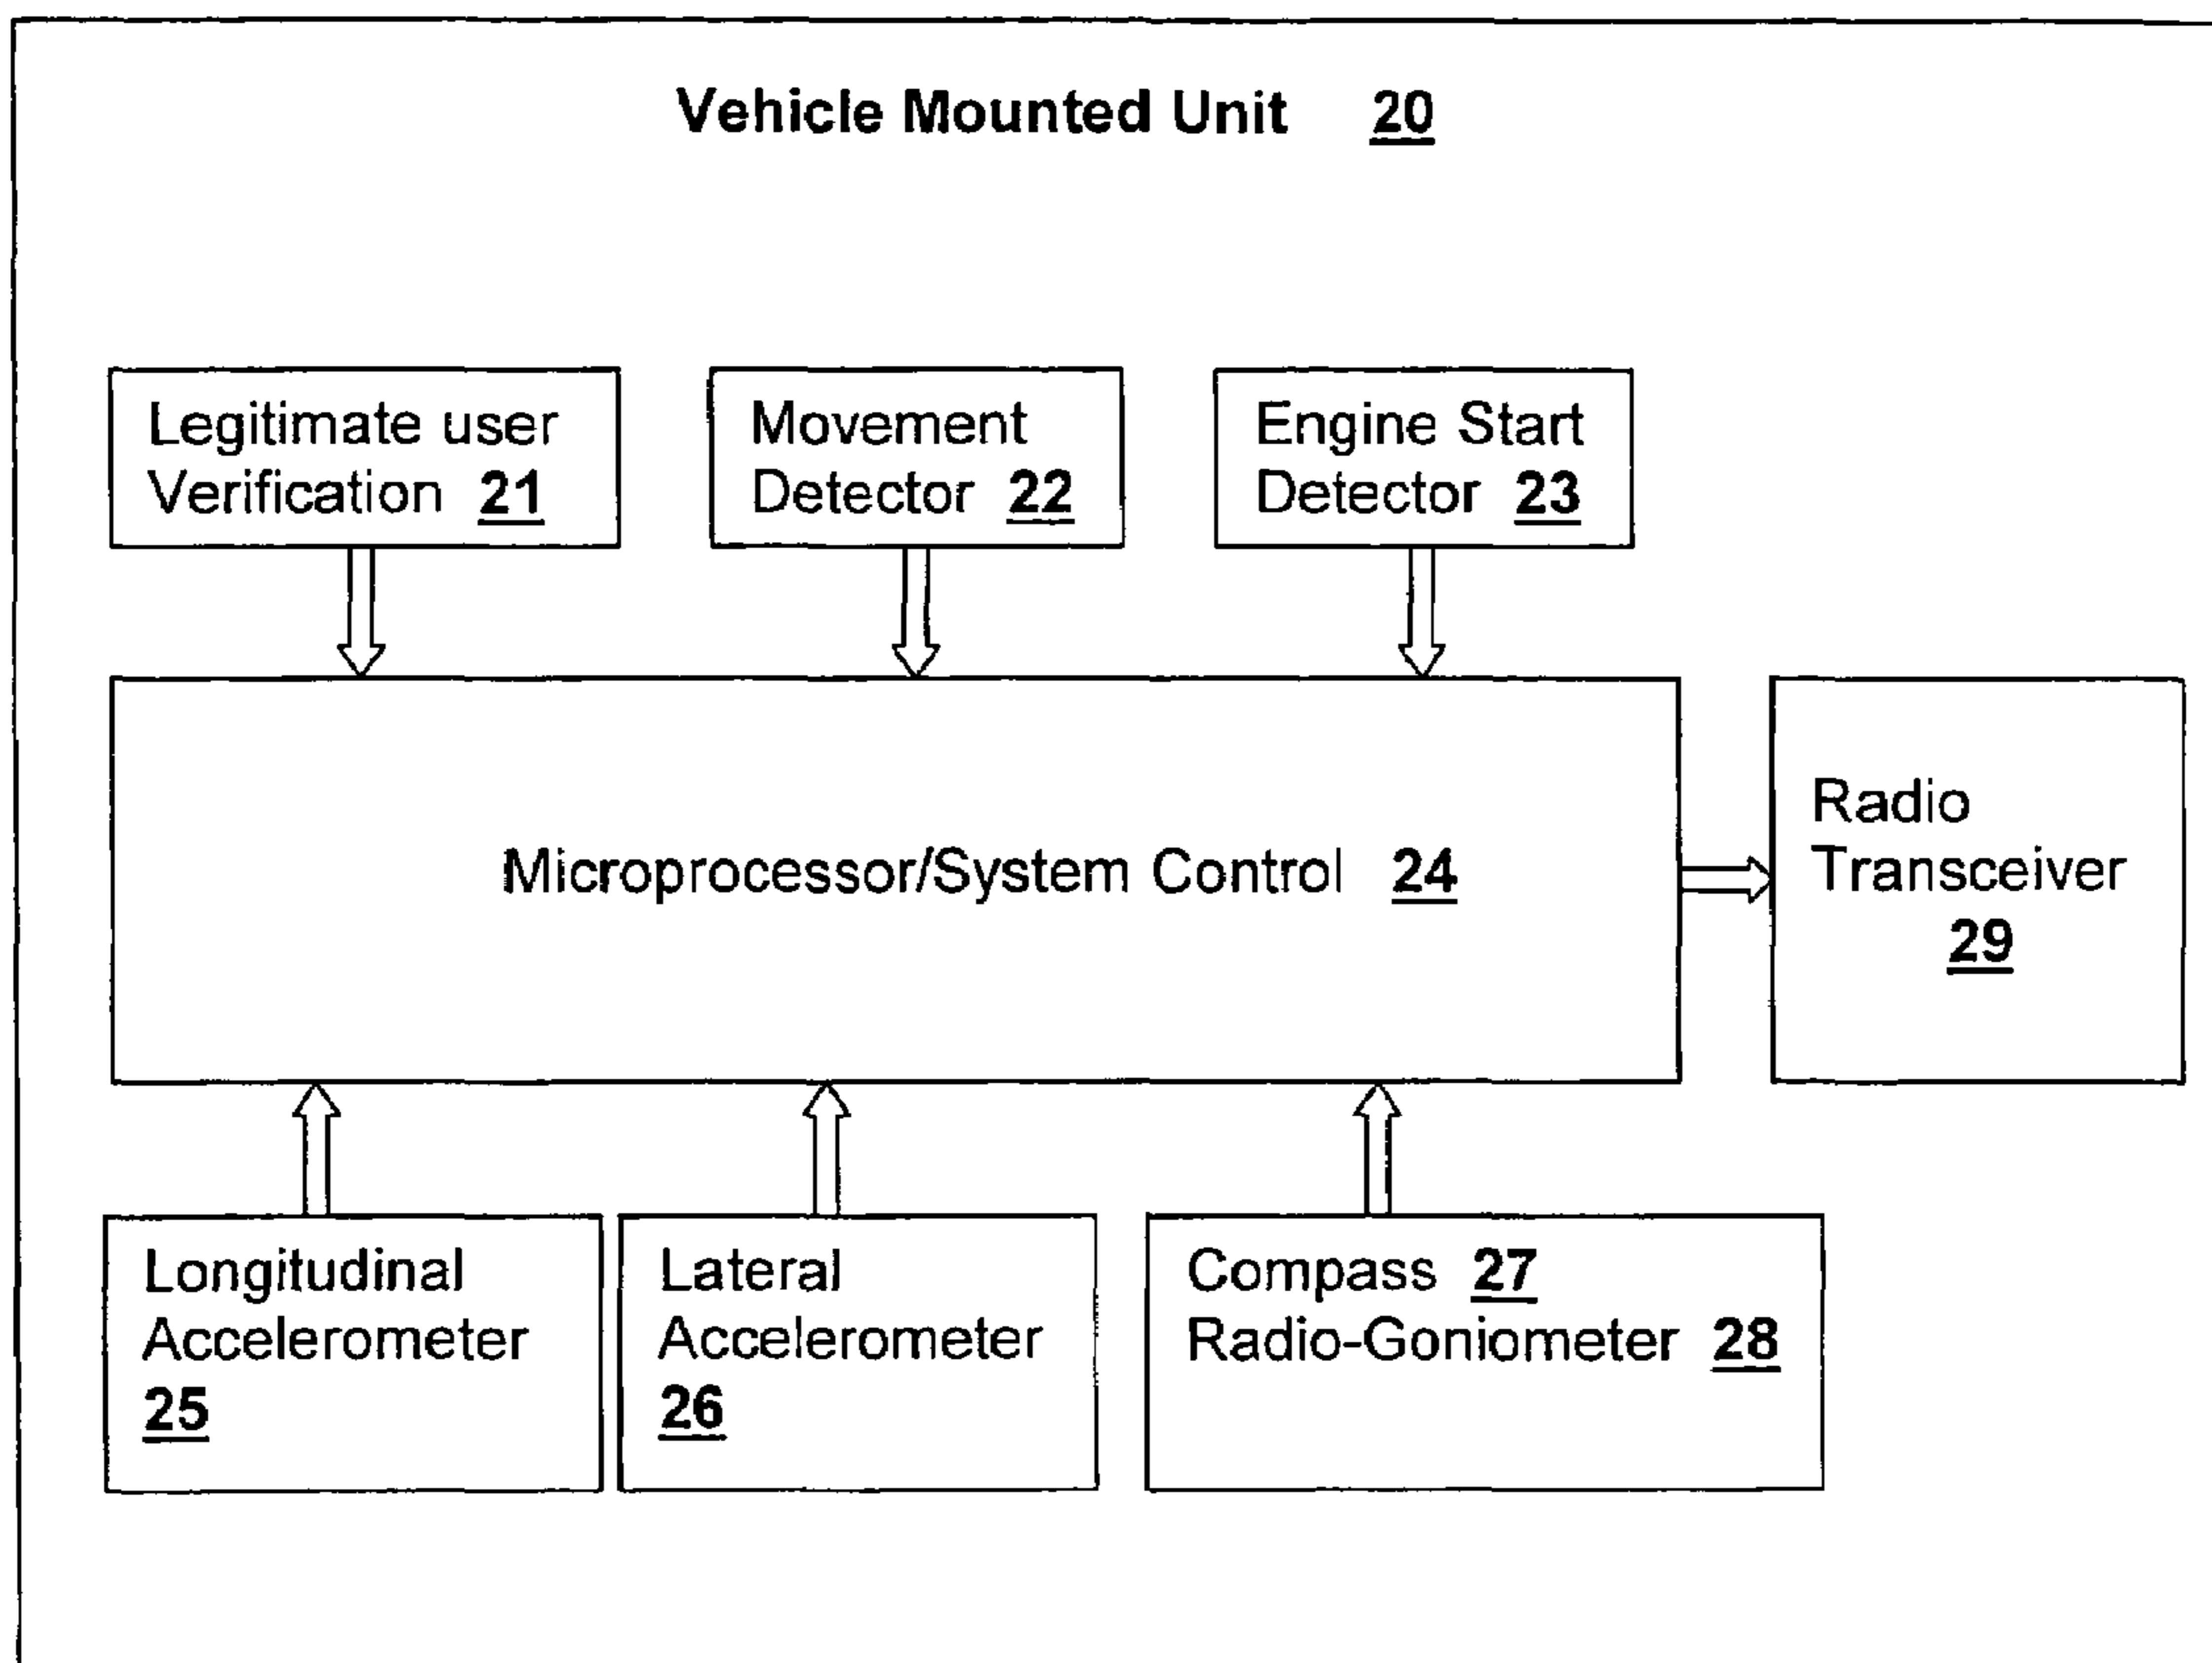 Vehicle Mounted Unit 20
Legitimate user
Verification 21
Movement
Detector 22
Engine Start
Detector 23
Microprocessor/System Control 24
Radio
Transceiver
29
Longitudinal
Accelerometer
25
Lateral
Accelerometer
26
Compass 27
Radio-Goniometer 28